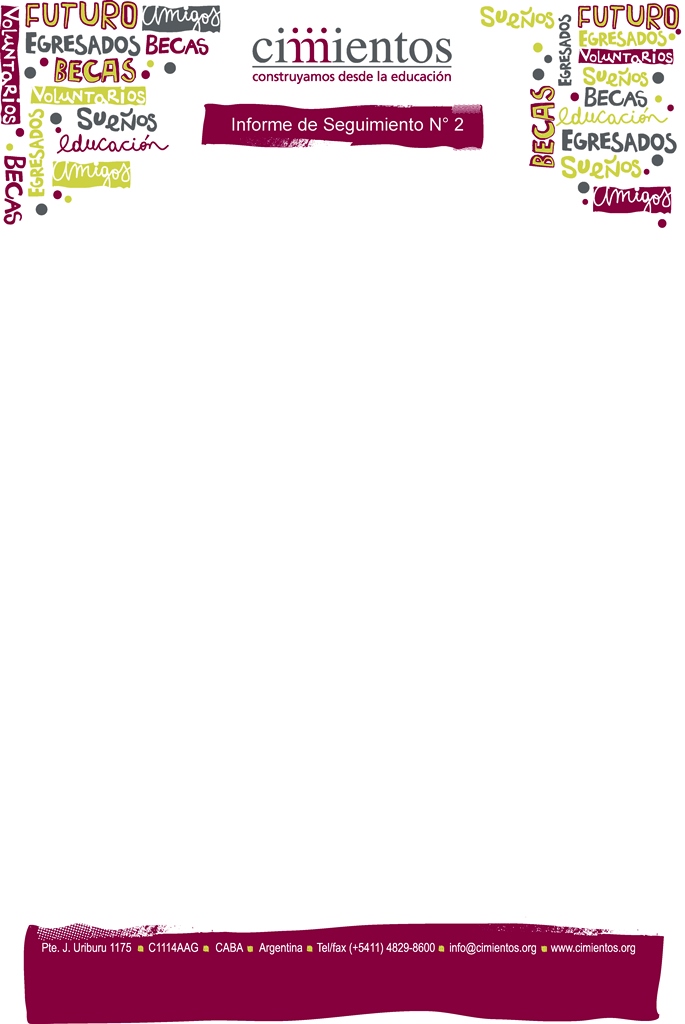 VOLUNTARIOS
FUTURO
amigos
EGRESADOS
BECAS
BECAS
VOLUNTARIOS
EGRESADOS
SUEÑOS
educación
BECAS
amigos
cimientos
construyamos desde la educación
Informe de Seguimiento N° 2
SUEÑOS
EGRESADOS
FUTURO
EGRESADOS
VOLUNTARIOS
SUEÑOS
BECAS
BECAS
educación
EGRESADOS
SUEÑOS
amigos
Pte. J. Uriburu 1175 ■ C1114AAG ■ CABA ■ Argentina ■ Tel/fax (+5411) 4829-8600 ■ info@cimientos.org ■ www.cimientos.org